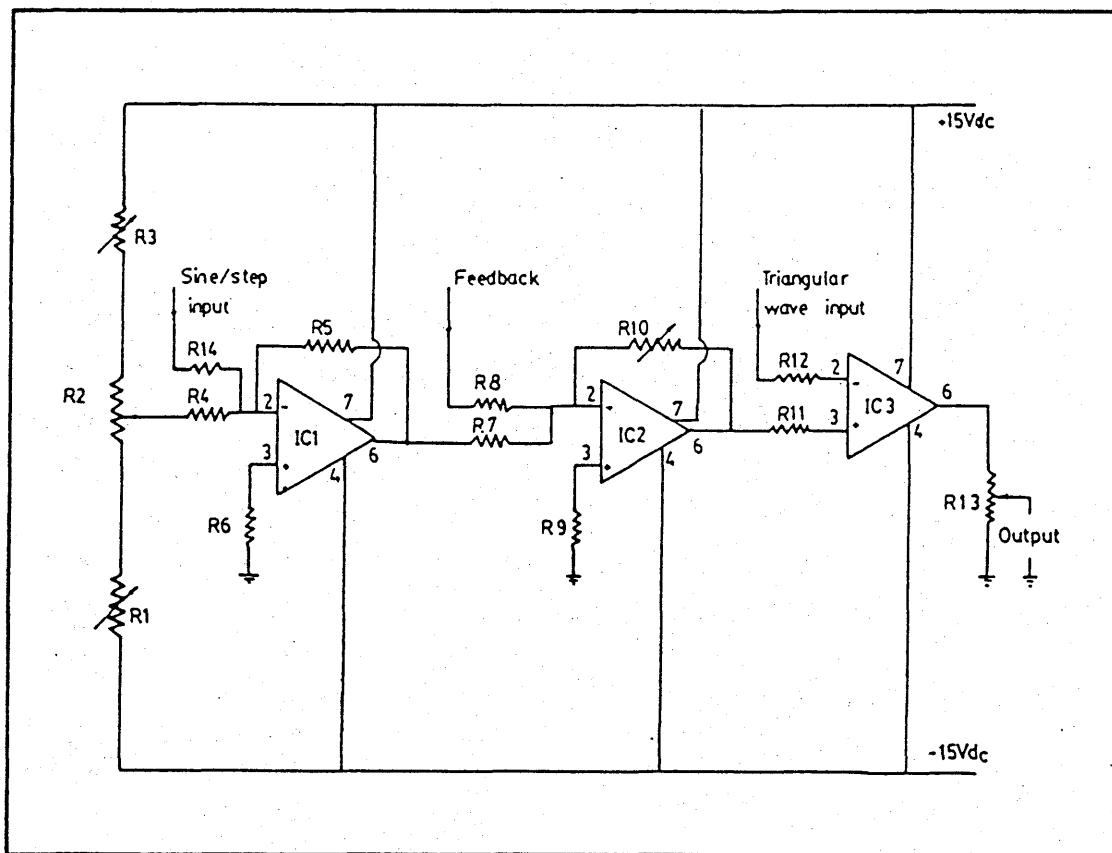 +15Vdc
R3
Sine/step
input
Feedback
Triangular
wave input
R5
R10
R14
R12
R2
R4
R8
R7
R11
2
-
7
IC1
3
+
6
4
2
-
7
IC2
3
+
6
4
2
-
7
IC3
3
+
6
4
R6
R9
R13
Output
R1
-15Vdc